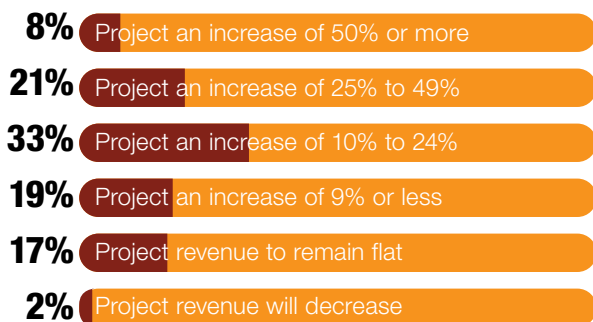 8% Project an increase of 50% or more
21% Project an increase of 25% to 49%
33% Project an increase of 10% to 24%
19% Project an increase of 9% or less
17% Project revenue to remain flat
2% Project revenue will decrease